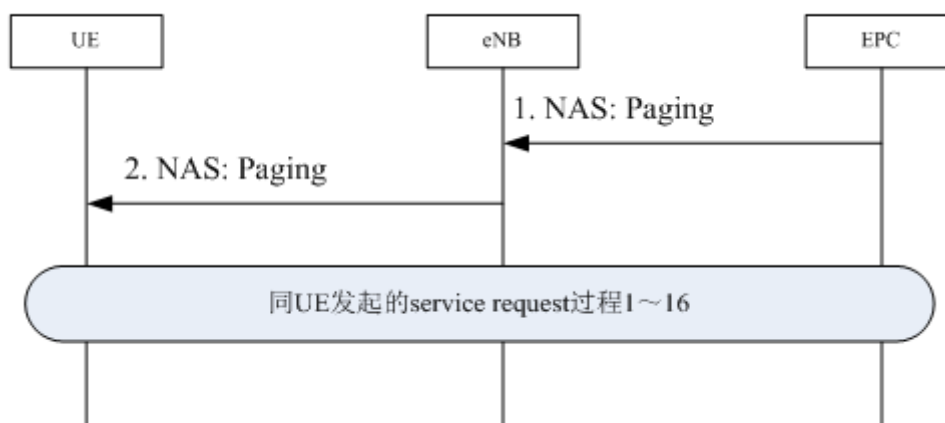 UE
eNB
EPC
1. NAS: Paging
2. NAS: Paging
同UE发起的service request过程1～16